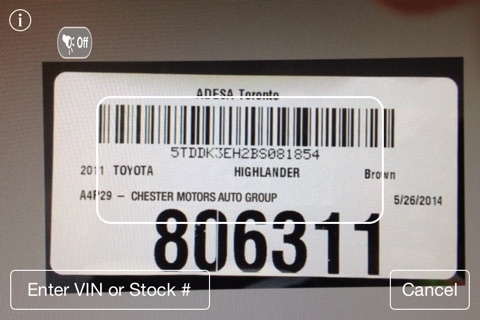 i
Off
ADESA Toronto
5TDDK3EH2BS081854
2011 TOYOTA HIGHLANDER Brown
A4P29 – CHESTER MOTORS AUTO GROUP 5/26/2014
806311
Enter VIN or Stock # Cancel